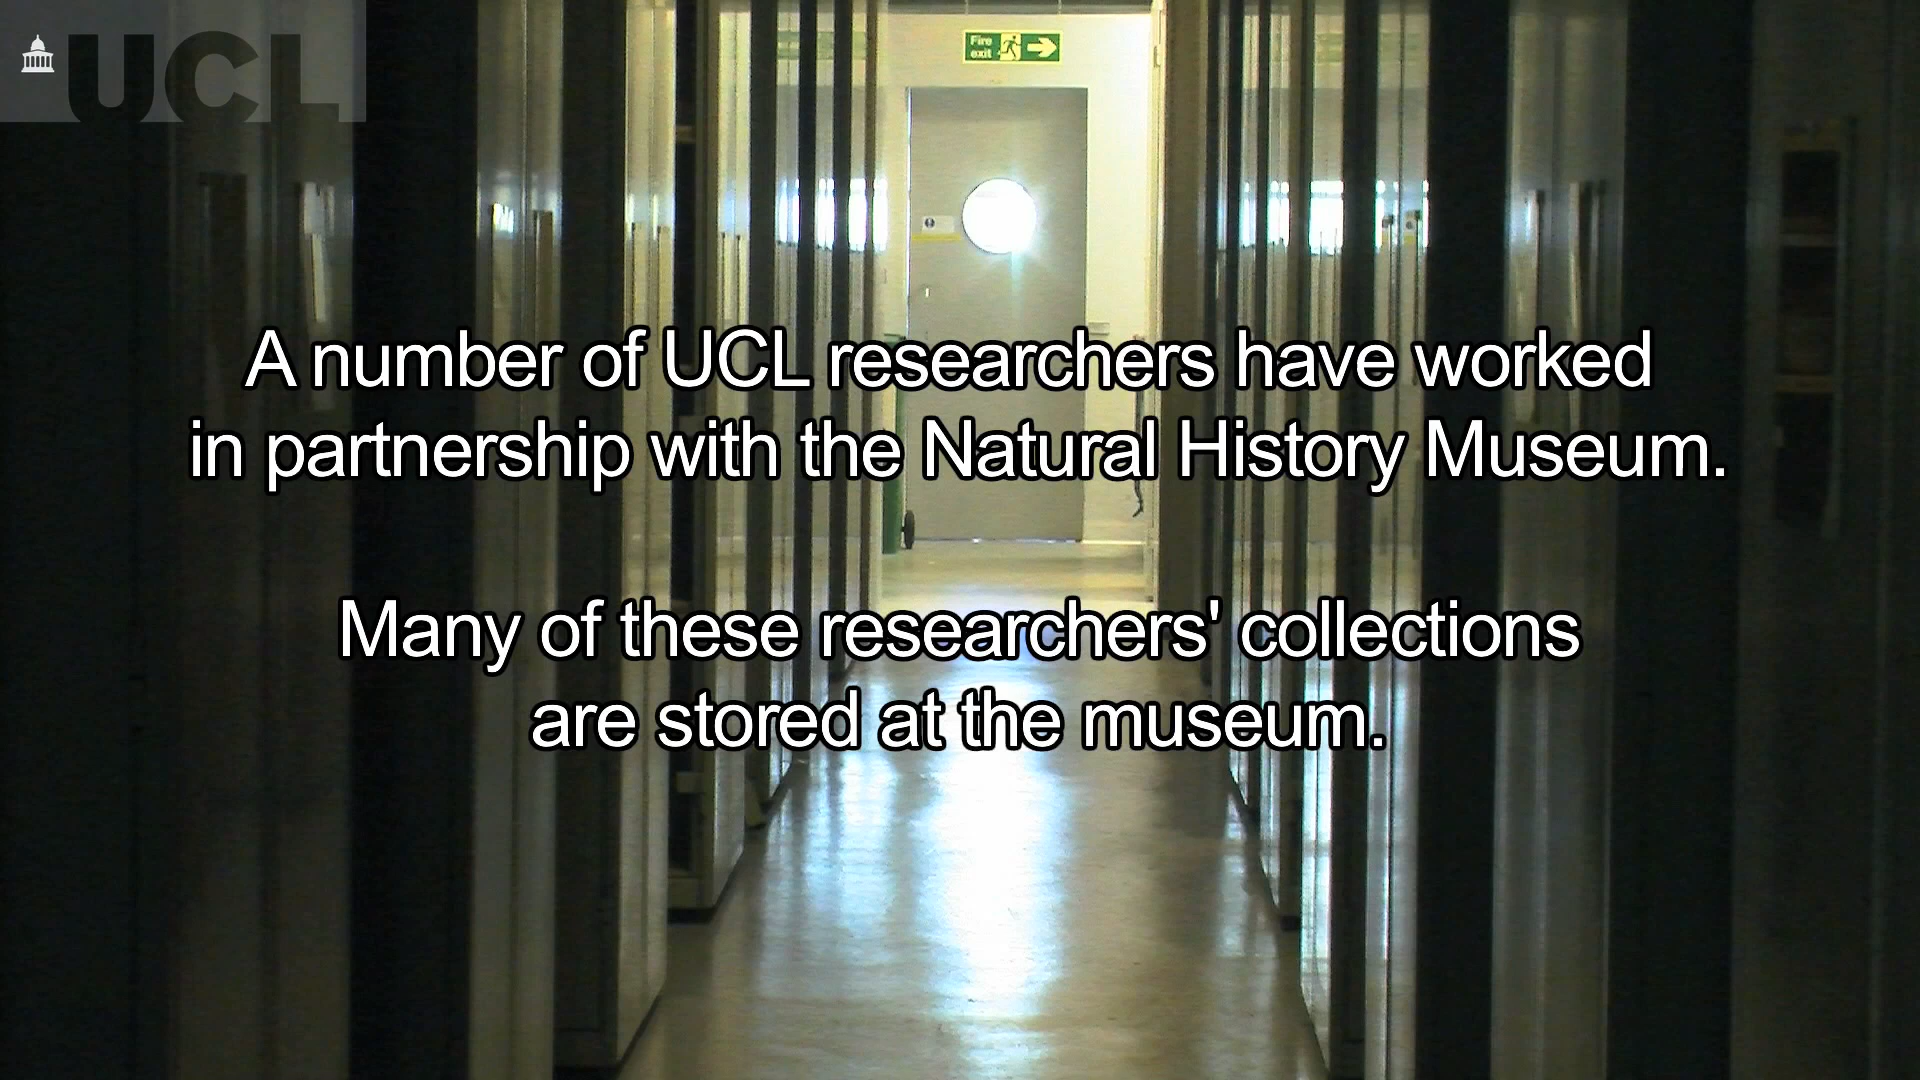 UCL
Fire
exit
A number of UCL researchers have worked
in partnership with the Natural History Museum.
Many of these researchers' collections
are stored at the museum.